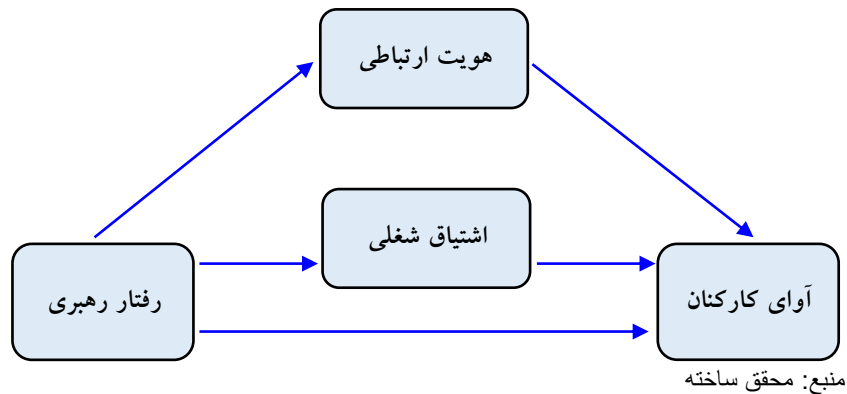 هویت ارتباطی
اشتیاق شغلی
رفتار رهبری
آوای کارکنان
منبع: محقق ساخته